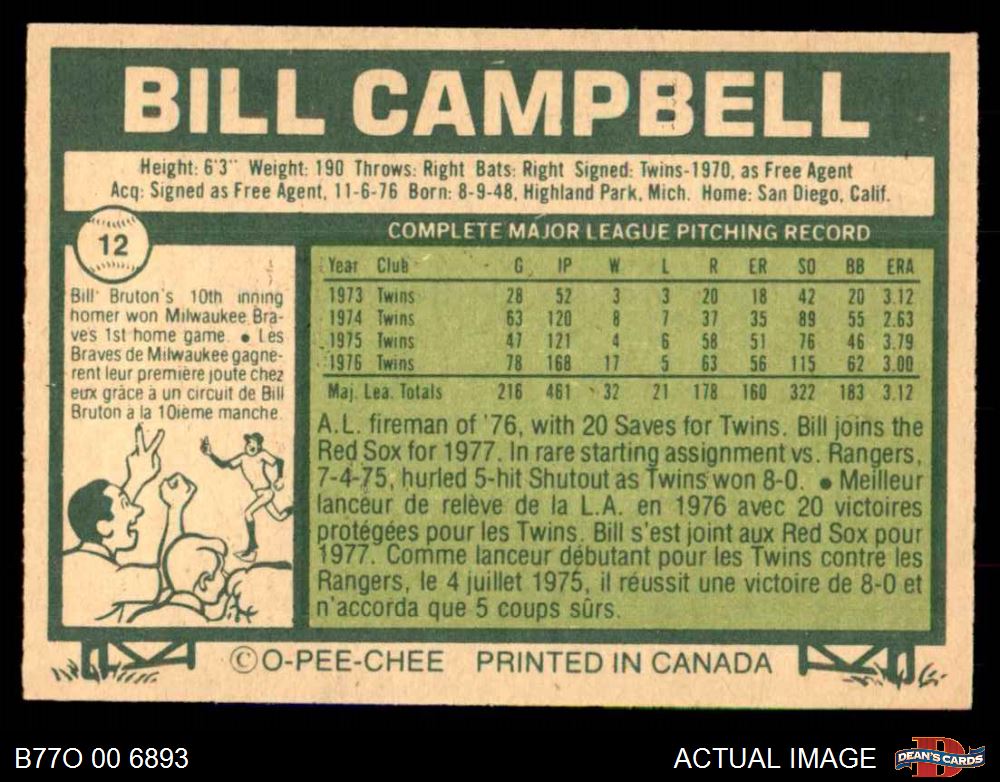 BILL CAMPBELL
Height: 6'3" Weight: 190 Throws: Right Bats: Right Signed: Twins-1970, as Free Agent
Acq: Signed as Free Agent, 11-6-76 Born: 8-9-48, Highland Park, Mich. Home: San Diego, Calif.
12
Bill Bruton's 10th inning
homer won Milwaukee Bra-
ves 1st home game. ● Les
Braves de Milwaukee gagne-
rent leur première joute chez
eux grâce à un circuit de Bill
Bruton a la 10ième manche.
COMPLETE MAJOR LEAGUE PITCHING RECORD
Year Club G IP W L R ER SO BB ERA
1973 Twins 28 52 3 3 20 18 42 20 3.12
1974 Twins 63 120 8 7 37 35 89 55 2.63
1975 Twins 47 121 4 6 58 51 76 46 3.79
1976 Twins 78 168 17 5 63 56 115 62 3.00
Maj. Lea. Totals 216 461 32 21 178 160 322 183 3.12
A.L. fireman of '76, with 20 Saves for Twins. Bill joins the
Red Sox for 1977. In rare starting assignment vs. Rangers,
7-4-75, hurled 5-hit Shutout as Twins won 8-0. ● Meilleur
lanceur de relève de la L.A. en 1976 avec 20 victoires
protégées pour les Twins. Bill s'est joint aux Red Sox pour
1977. Comme lanceur débutant pour les Twins contre les
Rangers, le 4 juillet 1975, il réussit une victoire de 8-0 et
n'accorda que 5 coups sûrs.
©O-PEE-CHEE PRINTED IN CANADA
B77O 00 6893
ACTUAL IMAGE
DEAN'S CARDS